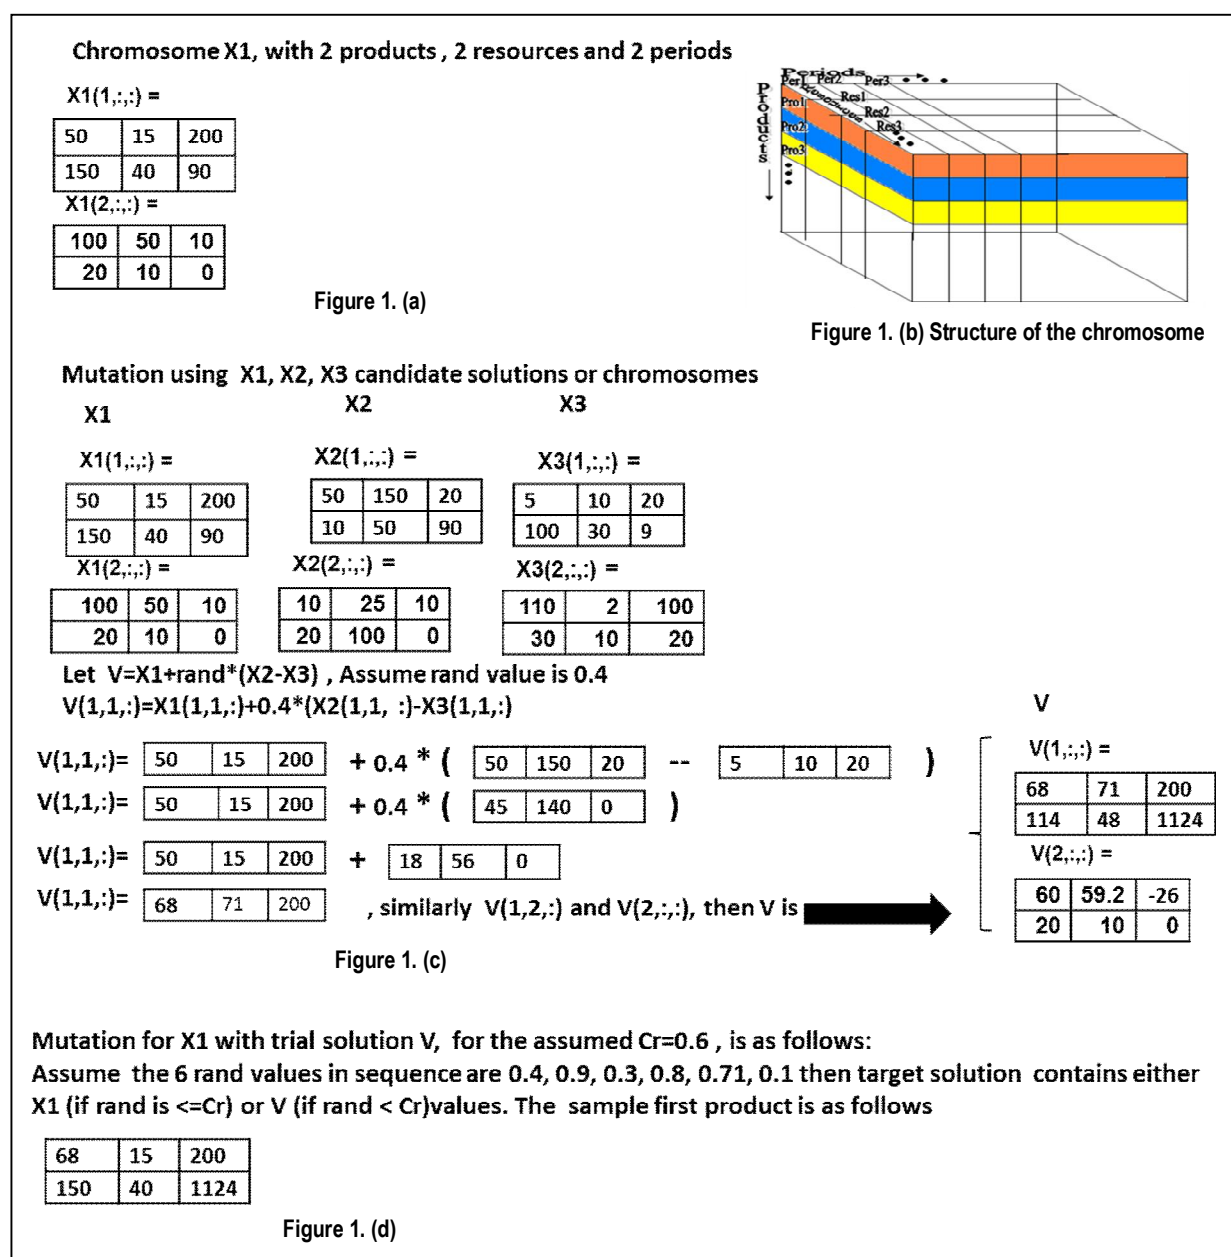 Chromosome X1, with 2 products , 2 resources and 2 periods
X1(1,:,:) =
50 15 200
150 40 90
X1(2,:,:) =
100 50 10
20 10 0
Figure 1. (a)
Periods
Per1 Per2 Per3
Products
Res1
Res2
Res3
Pro1
Pro2
Pro3
Figure 1. (b) Structure of the chromosome
Mutation using X1, X2, X3 candidate solutions or chromosomes
X1 X2 X3
X1(1,:,:) = X2(1,:,:) = X3(1,:,:) =
50 15 200 50 150 20 5 10 20
150 40 90 10 50 90 100 30 9
X1(2,:,:) = X2(2,:,:) = X3(2,:,:) =
100 50 10 10 25 10 110 2 100
20 10 0 20 100 0 30 10 20
Let V=X1+rand*(X2-X3) , Assume rand value is 0.4
V(1,1,:)=X1(1,1,:)+0.4*(X2(1,1, :)-X3(1,1,:)
V(1,1,:)= 50 15 200 + 0.4 * ( 50 150 20 -- 5 10 20 )
V(1,1,:)= 50 15 200 + 0.4 * ( 45 140 0 )
V(1,1,:)= 50 15 200 + 18 56 0
V(1,1,:)= 68 71 200 , similarly V(1,2,:) and V(2,:,:), then V is
V
V(1,:,:) =
68 71 200
114 48 1124
V(2,:,:) =
60 59.2 -26
20 10 0
Figure 1. (c)
Mutation for X1 with trial solution V, for the assumed Cr=0.6 , is as follows:
Assume the 6 rand values in sequence are 0.4, 0.9, 0.3, 0.8, 0.71, 0.1 then target solution contains either
X1 (if rand is <=Cr) or V (if rand < Cr)values. The sample first product is as follows
68 15 200
150 40 1124
Figure 1. (d)